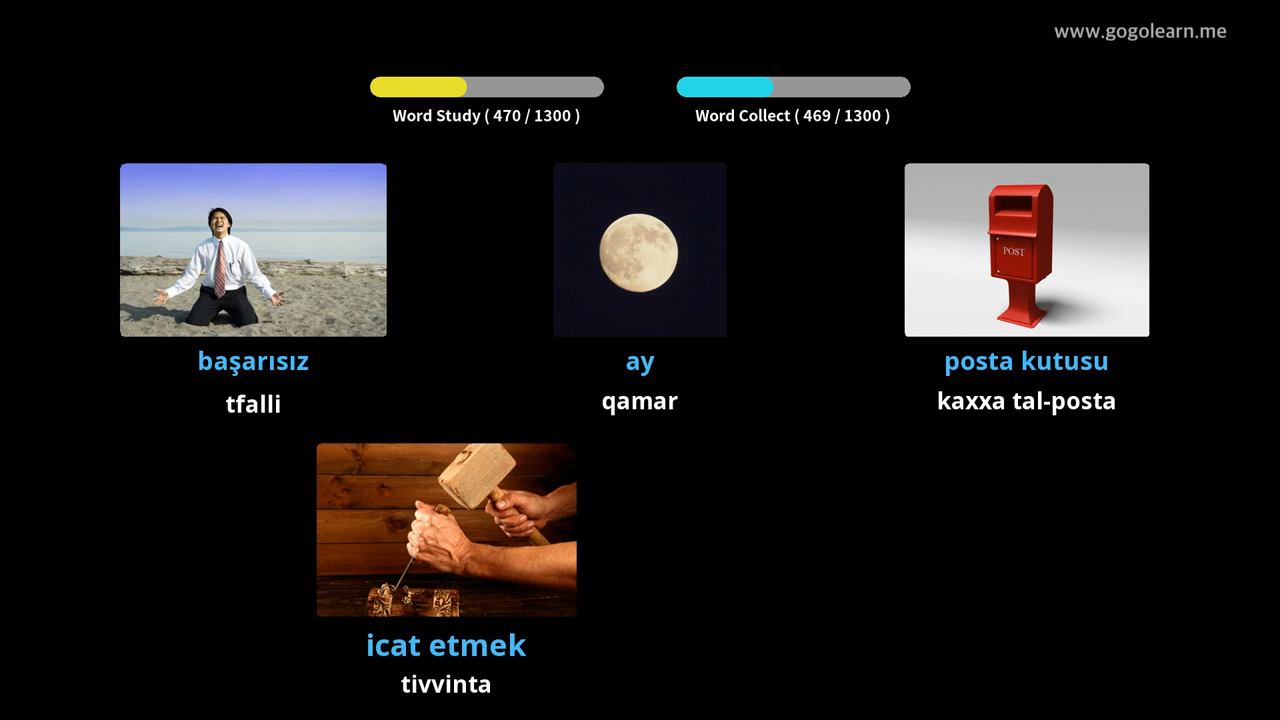 www.gogolearn.me
Word Study ( 470 / 1300 )
Word Collect ( 469 / 1300 )
POST
başarısız
ay
posta kutusu
tfalli
qamar
kaxxa tal-posta
icat etmek
tivvinta